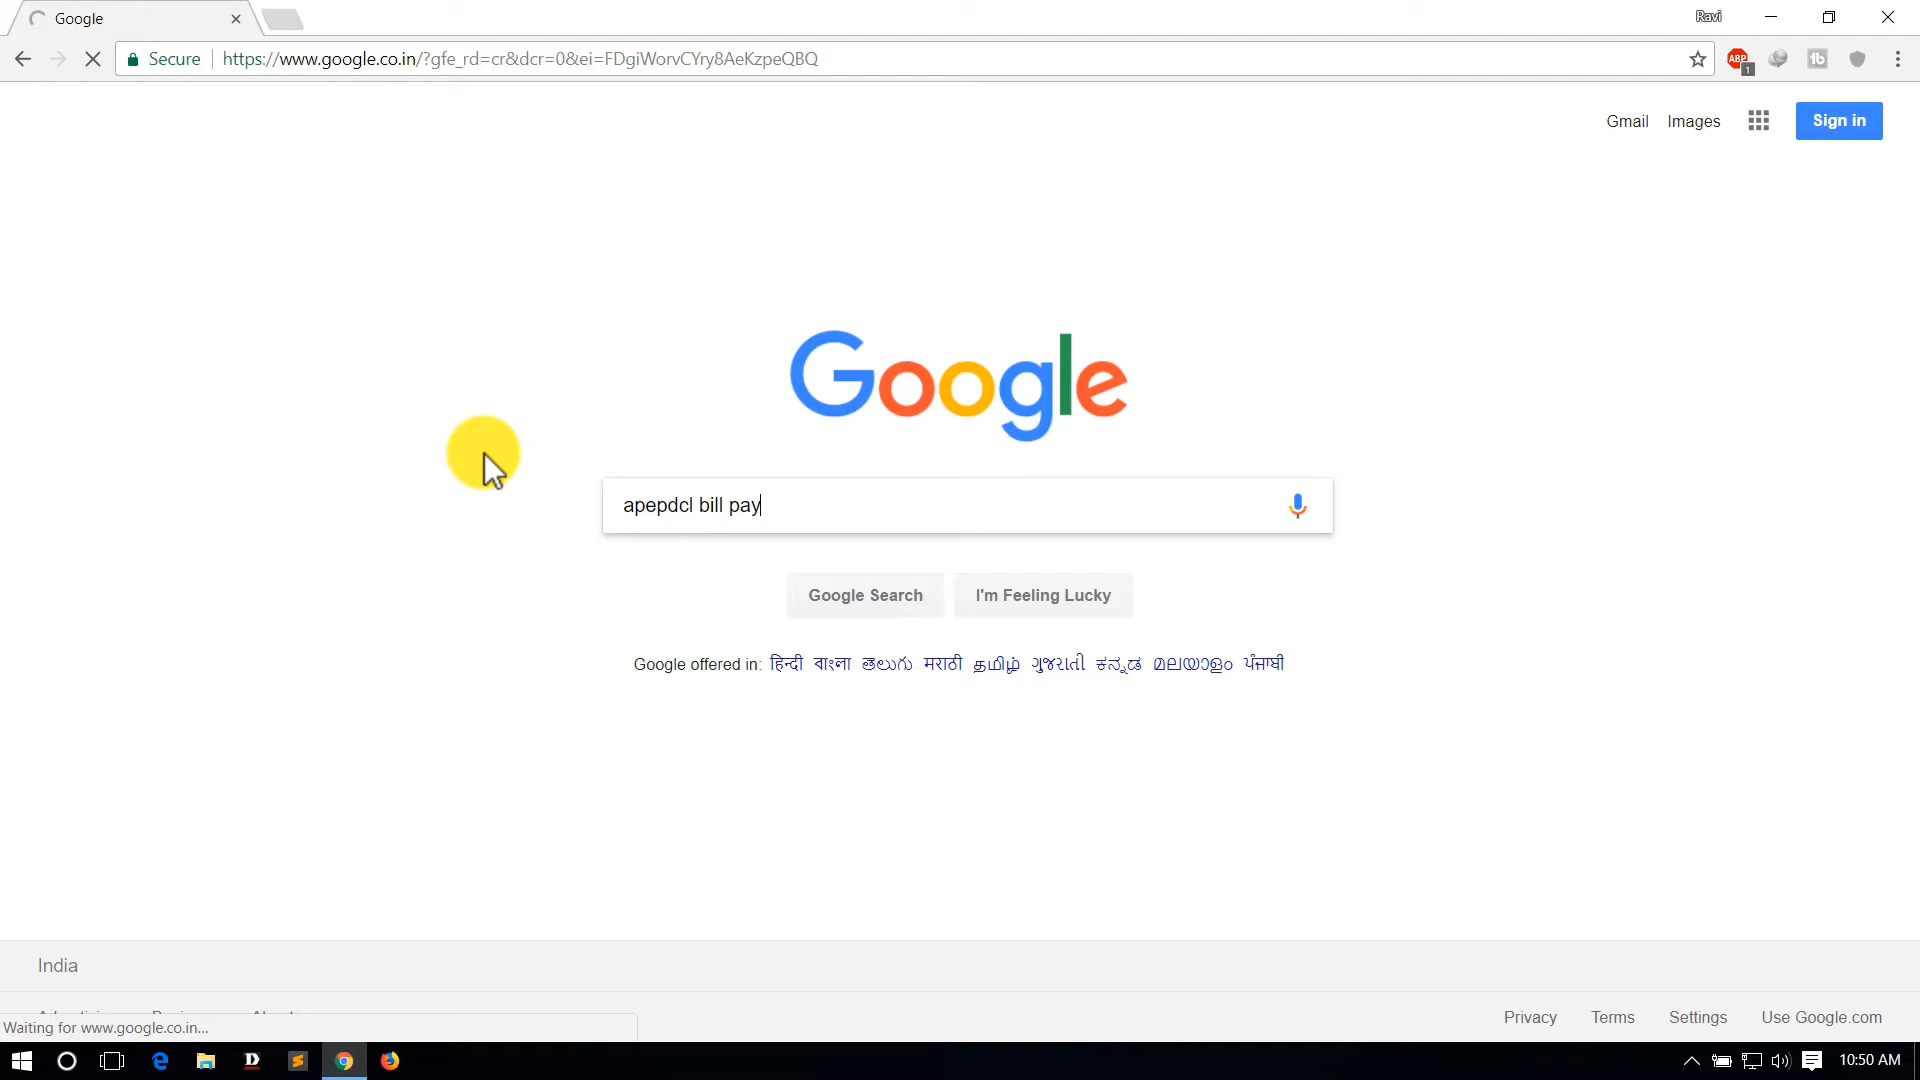 Google
Ravi
Secure
https://www.google.co.in/?gfe_rd=cr&dcr=0&ei=FDgiWorvCYry8AeKzpeQBQ
ABP
1
Gmail Images
Sign in
Google
apepdcl bill pay
Google Search
I'm Feeling Lucky
Google offered in: हिन्दी বাংলা తెలుగు मराठी தமிழ் ગુજરાતી ಕನ್ನಡ മലയാളം ਪੰਜਾਬੀ
India
Privacy Terms Settings Use Google.com
Waiting for www.google.co.in...
10:50 AM